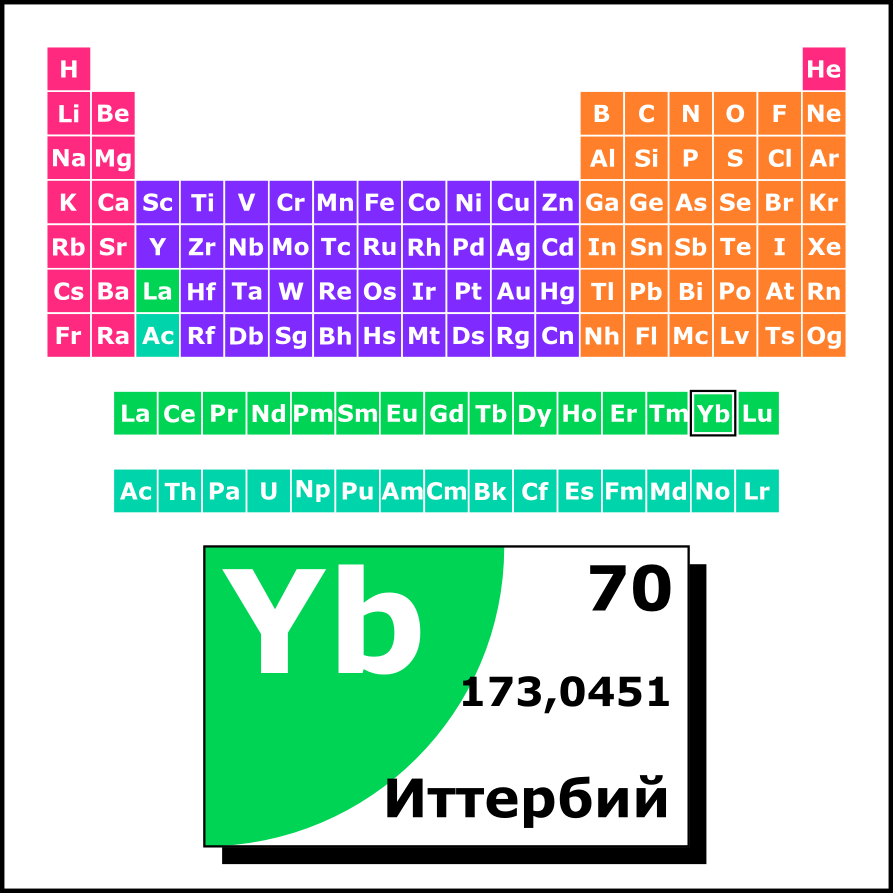 H He
Li Be B C N O F Ne
Na Mg Al Si P S Cl Ar
K Ca Sc Ti V Cr Mn Fe Co Ni Cu Zn Ga Ge As Se Br Kr
Rb Sr Y Zr Nb Mo Tc Ru Rh Pd Ag Cd In Sn Sb Te I Xe
Cs Ba La Hf Ta W Re Os Ir Pt Au Hg Tl Pb Bi Po At Rn
Fr Ra Ac Rf Db Sg Bh Hs Mt Ds Rg Cn Nh Fl Mc Lv Ts Og
La Ce Pr Nd Pm Sm Eu Gd Tb Dy Ho Er Tm Yb Lu
Ac Th Pa U Np Pu Am Cm Bk Cf Es Fm Md No Lr
Yb 70
173,0451
Иттербий